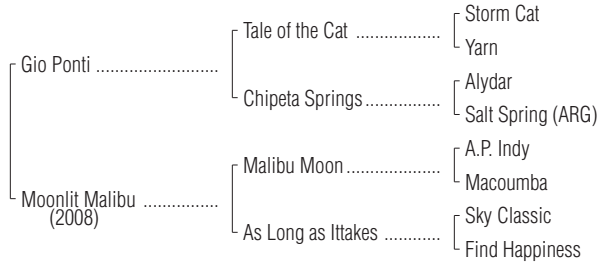 Storm Cat
Tale of the Cat ..................
Yarn
Gio Ponti ..........................
Alydar
Chipeta Springs................
Salt Spring (ARG)
A.P. Indy
Malibu Moon....................
Macoumba
Moonlit Malibu ................
(2008)
Sky Classic
As Long as Ittakes ............
Find Happiness